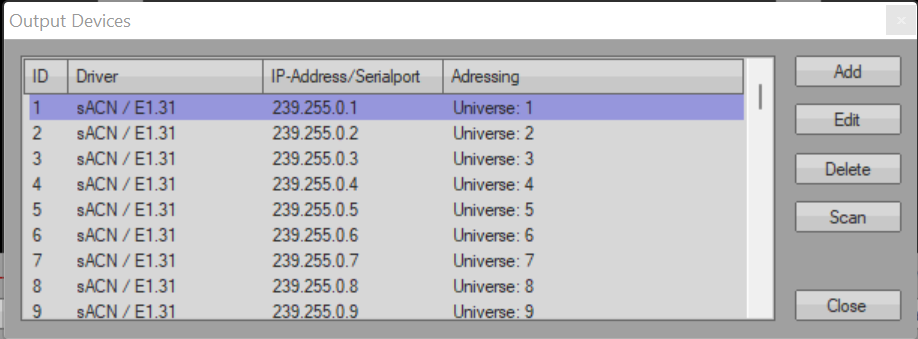 Output Devices
ID Driver IP-Address/Serialport Adressing
1 sACN / E1.31 239.255.0.1 Universe: 1
2 sACN / E1.31 239.255.0.2 Universe: 2
3 sACN / E1.31 239.255.0.3 Universe: 3
4 sACN / E1.31 239.255.0.4 Universe: 4
5 sACN / E1.31 239.255.0.5 Universe: 5
6 sACN / E1.31 239.255.0.6 Universe: 6
7 sACN / E1.31 239.255.0.7 Universe: 7
8 sACN / E1.31 239.255.0.8 Universe: 8
9 sACN / E1.31 239.255.0.9 Universe: 9
Add
Edit
Delete
Scan
Close